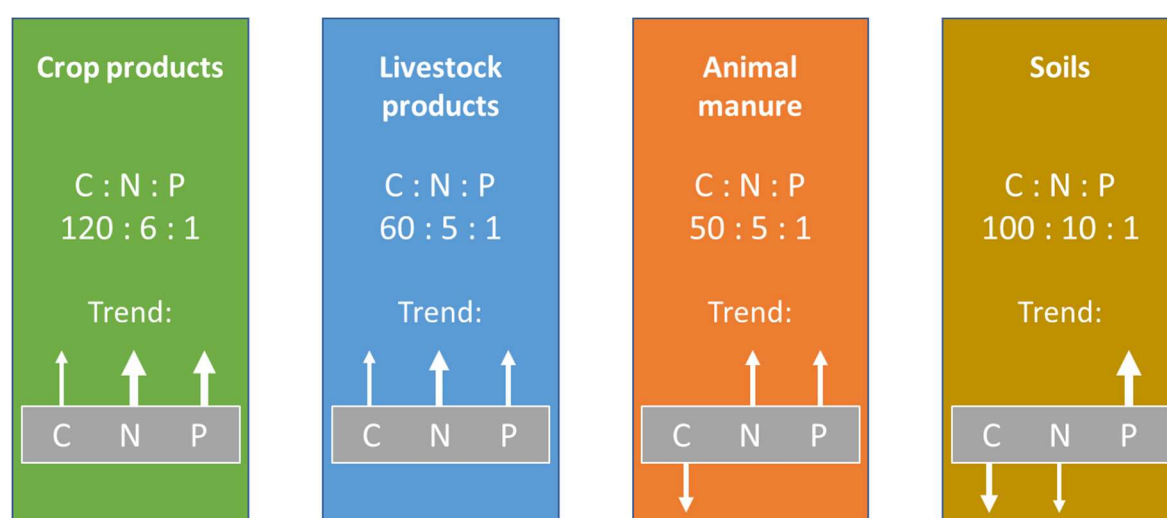 Crop products
C : N : P
120 : 6 : 1
Trend:
C N P
Livestock
products
C : N : P
60 : 5 : 1
Trend:
C N P
Animal
manure
C : N : P
50 : 5 : 1
Trend:
C N P
Soils
C : N : P
100 : 10 : 1
Trend:
C N P